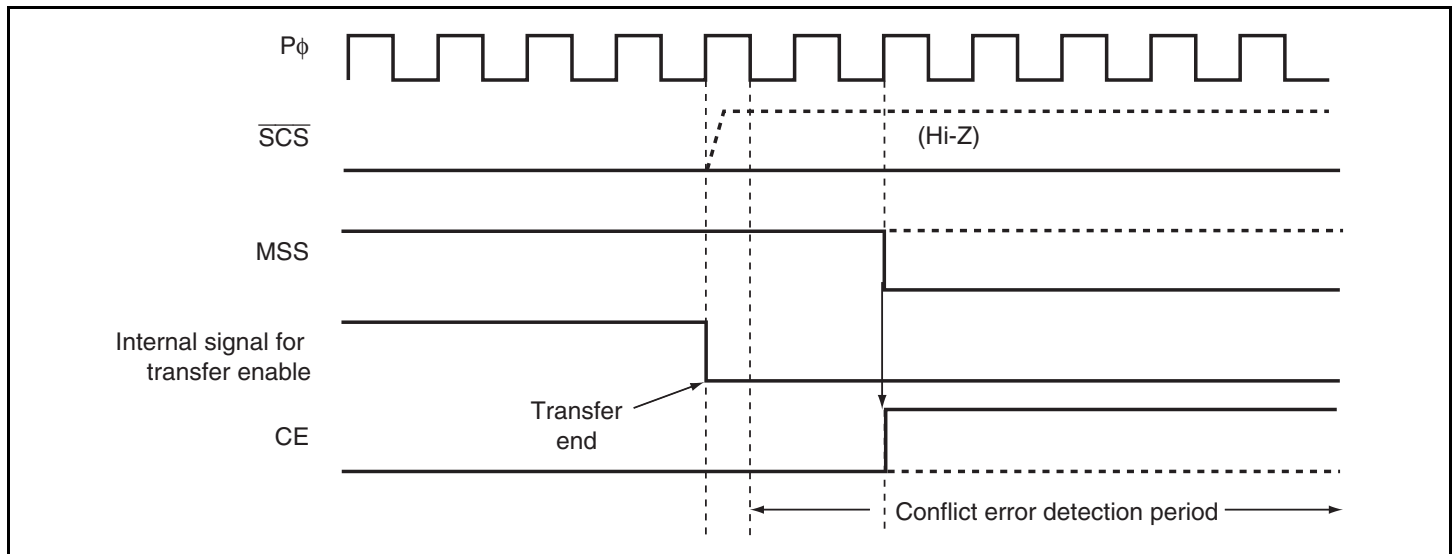 Pϕ
SCS
(Hi-Z)
MSS
Internal signal for
transfer enable
Transfer
end
CE
Conflict error detection period